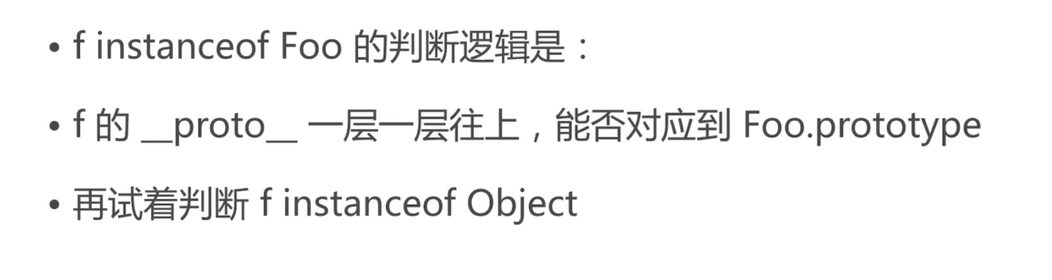 • f instanceof Foo 的判断逻辑是：
• f 的 __proto__ 一层一层往上，能否对应到 Foo.prototype
• 再试着判断 f instanceof Object